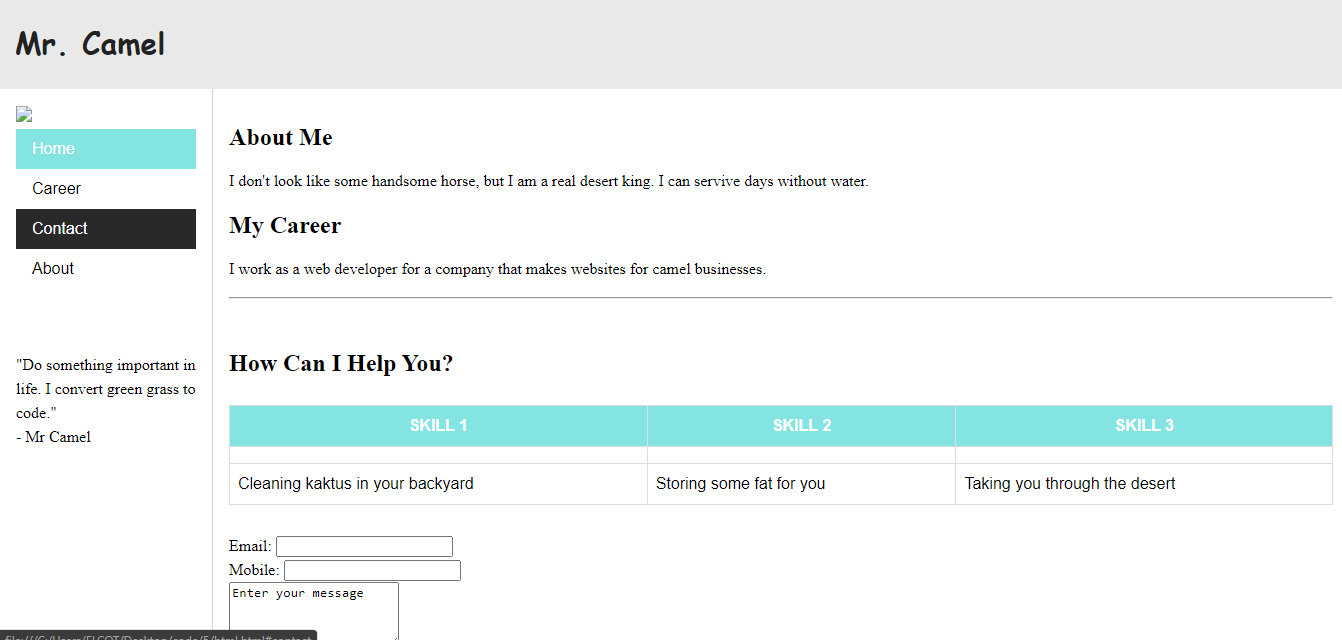 Mr. Camel
Home
Career
Contact
About
"Do something important in
life. I convert green grass to
code."
- Mr Camel
About Me
I don't look like some handsome horse, but I am a real desert king. I can servive days without water.
My Career
I work as a web developer for a company that makes websites for camel businesses.
How Can I Help You?
SKILL 1 SKILL 2 SKILL 3
Cleaning kaktus in your backyard Storing some fat for you Taking you through the desert
Email:
Mobile:
Enter your message